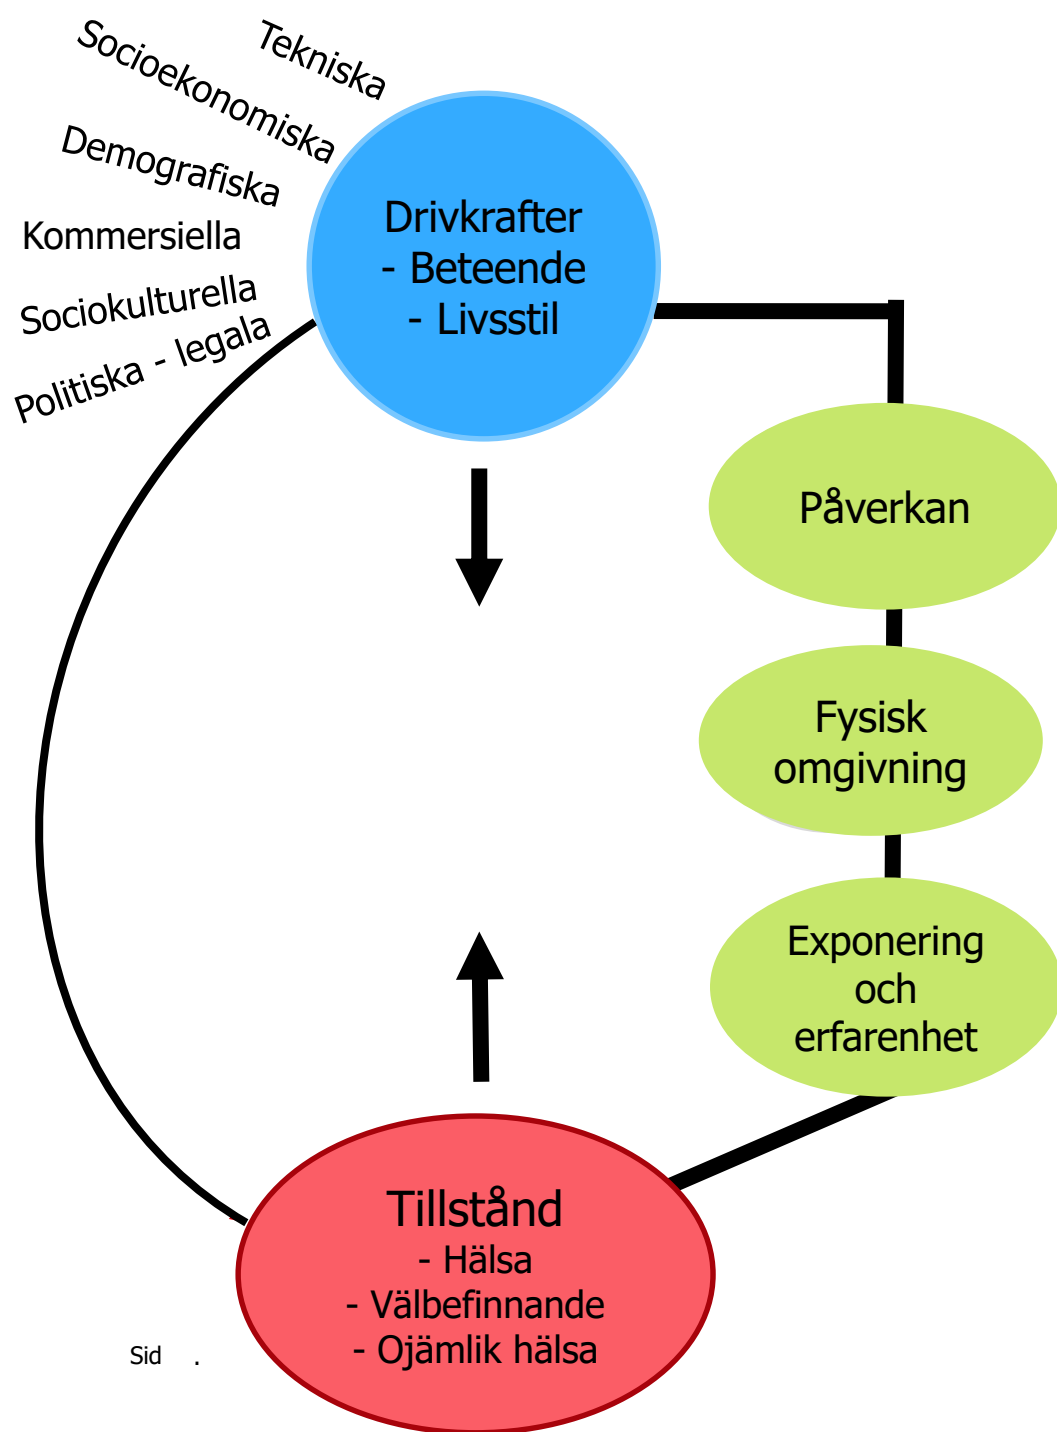 Tekniska
Socioekonomiska
Demografiska
Kommersiella
Sociokulturella
Politiska - legala
Drivkrafter
- Beteende
- Livsstil
Påverkan
Fysisk
omgivning
Exponering
och
erfarenhet
Tillstånd
- Hälsa
- Välbefinnande
- Ojämlik hälsa
Sid .